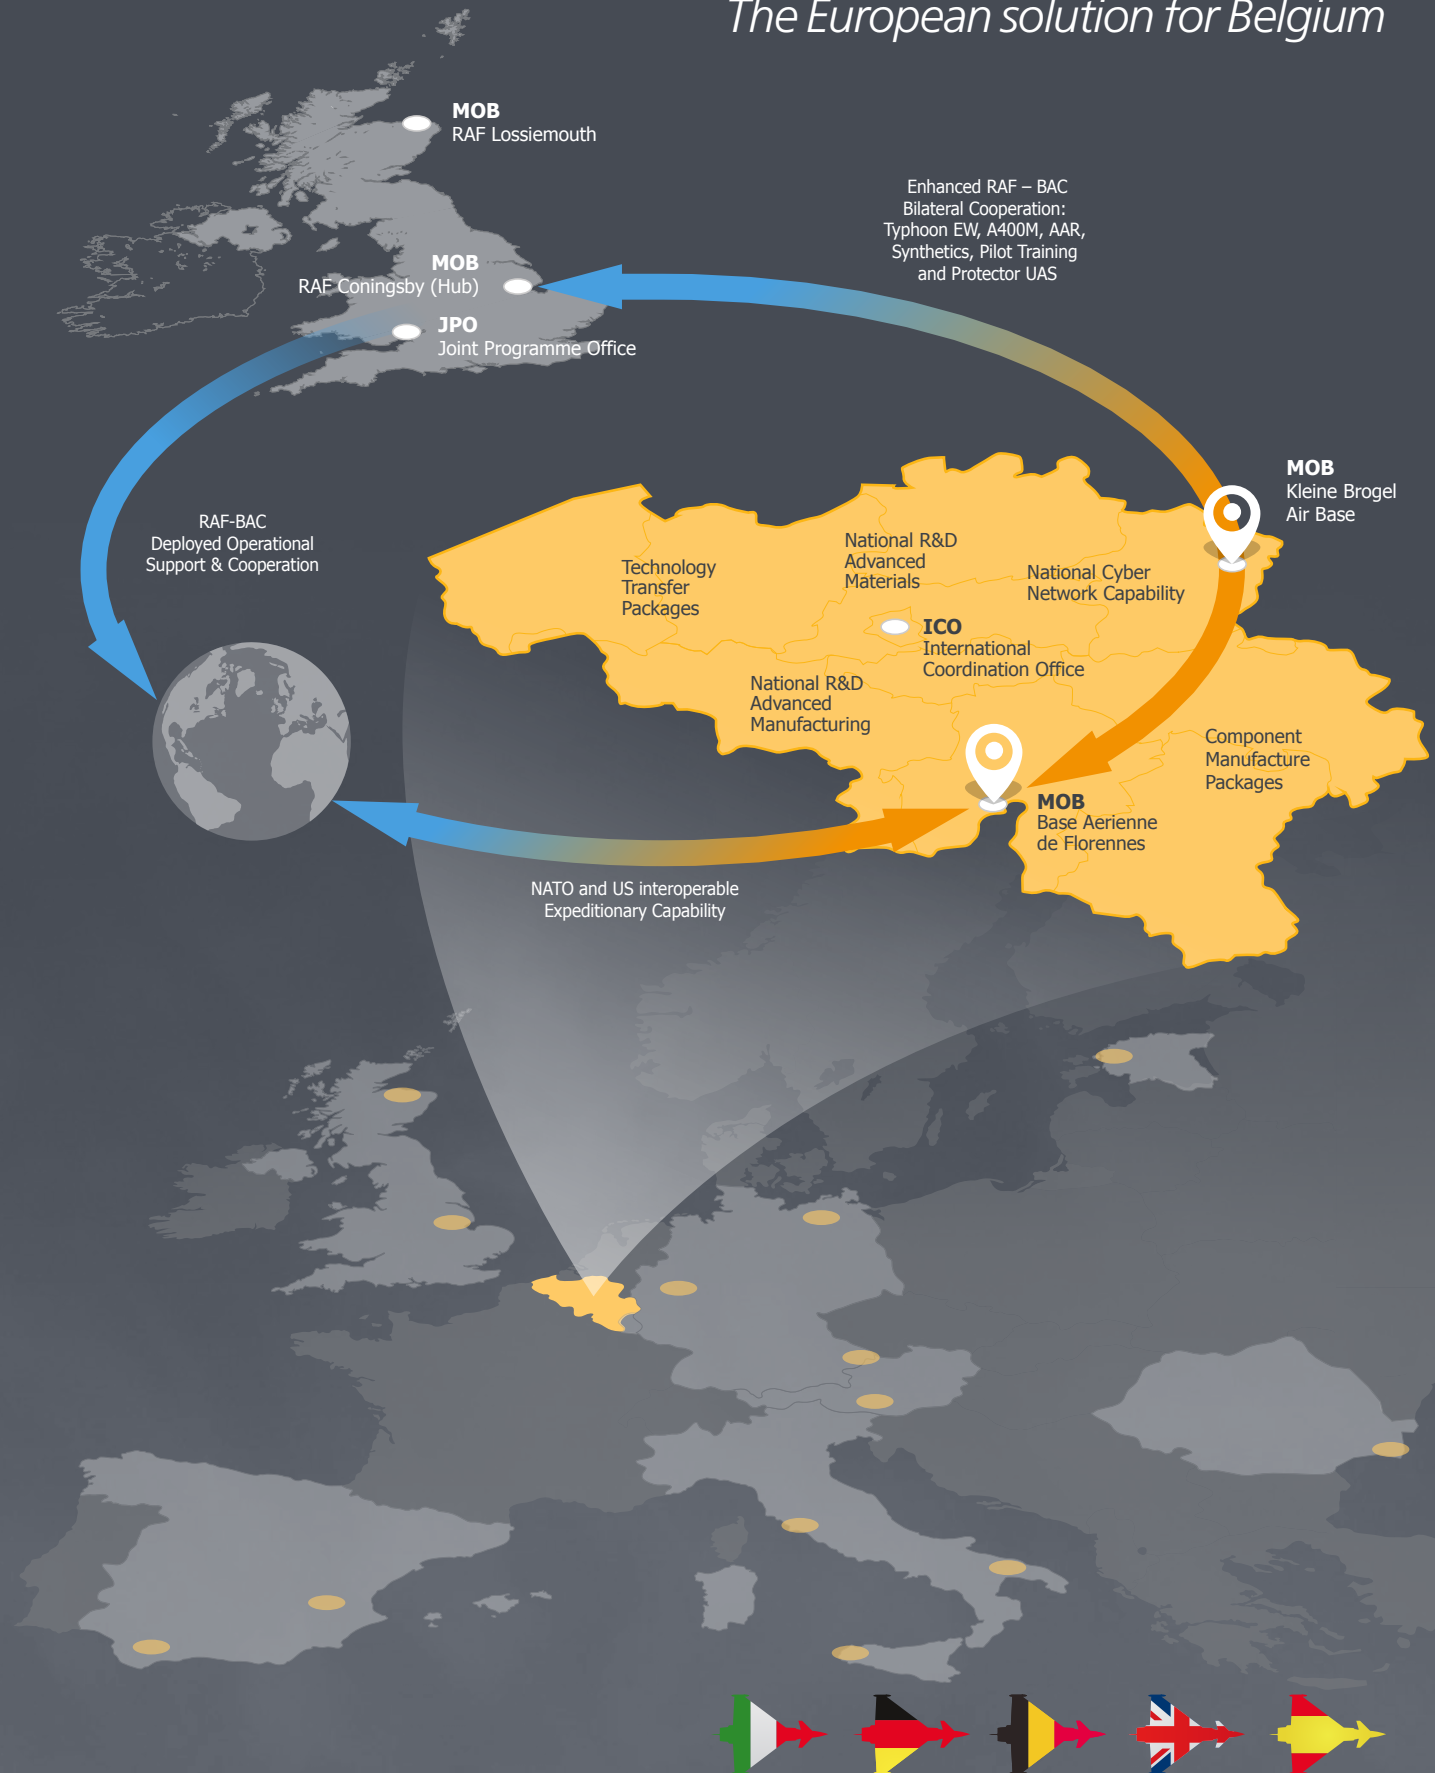 The European solution for Belgium
MOB
RAF Lossiemouth
Enhanced RAF – BAC
Bilateral Cooperation:
Typhoon EW, A400M, AAR,
Synthetics, Pilot Training
and Protector UAS
MOB
RAF Coningsby (Hub)
JPO
Joint Programme Office
MOB
Kleine Brogel
Air Base
RAF-BAC
Deployed Operational
Support & Cooperation
Technology
Transfer
Packages
National R&D
Advanced
Materials
National Cyber
Network Capability
ICO
International
Coordination Office
National R&D
Advanced
Manufacturing
Component
Manufacture
Packages
MOB
Base Aerienne
de Florennes
NATO and US interoperable
Expeditionary Capability